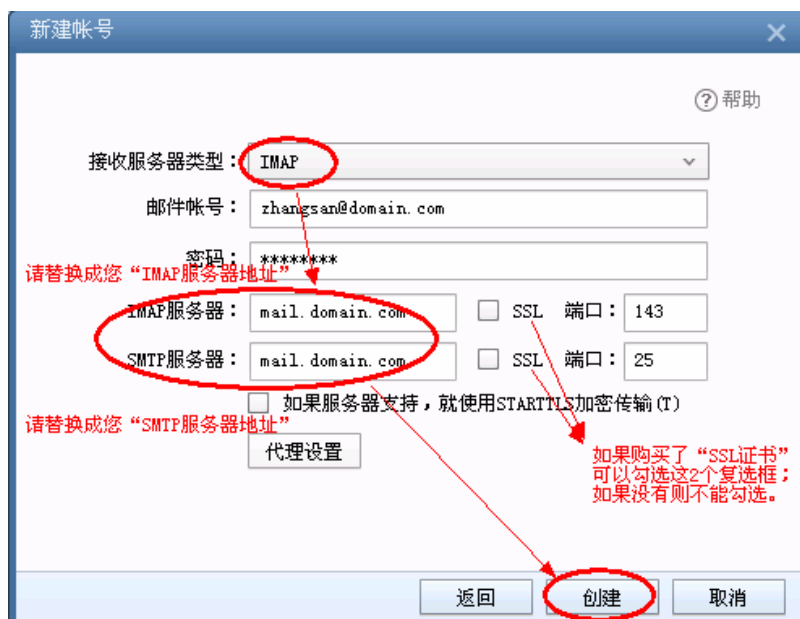 新建帐号
帮助
接收服务器类型： IMAP
邮件帐号： zhangsan@domain.com
密码： ********
请替换成您“IMAP服务器地址”
IMAP服务器： mail.domain.com SSL 端口： 143
SMTP服务器： mail.domain.com SSL 端口： 25
如果服务器支持，就使用STARTTLS加密传输(T)
请替换成您“SMTP服务器地址”
代理设置
如果购买了“SSL证书”
可以勾选这2个复选框；
如果没有则不能勾选。
返回 创建 取消